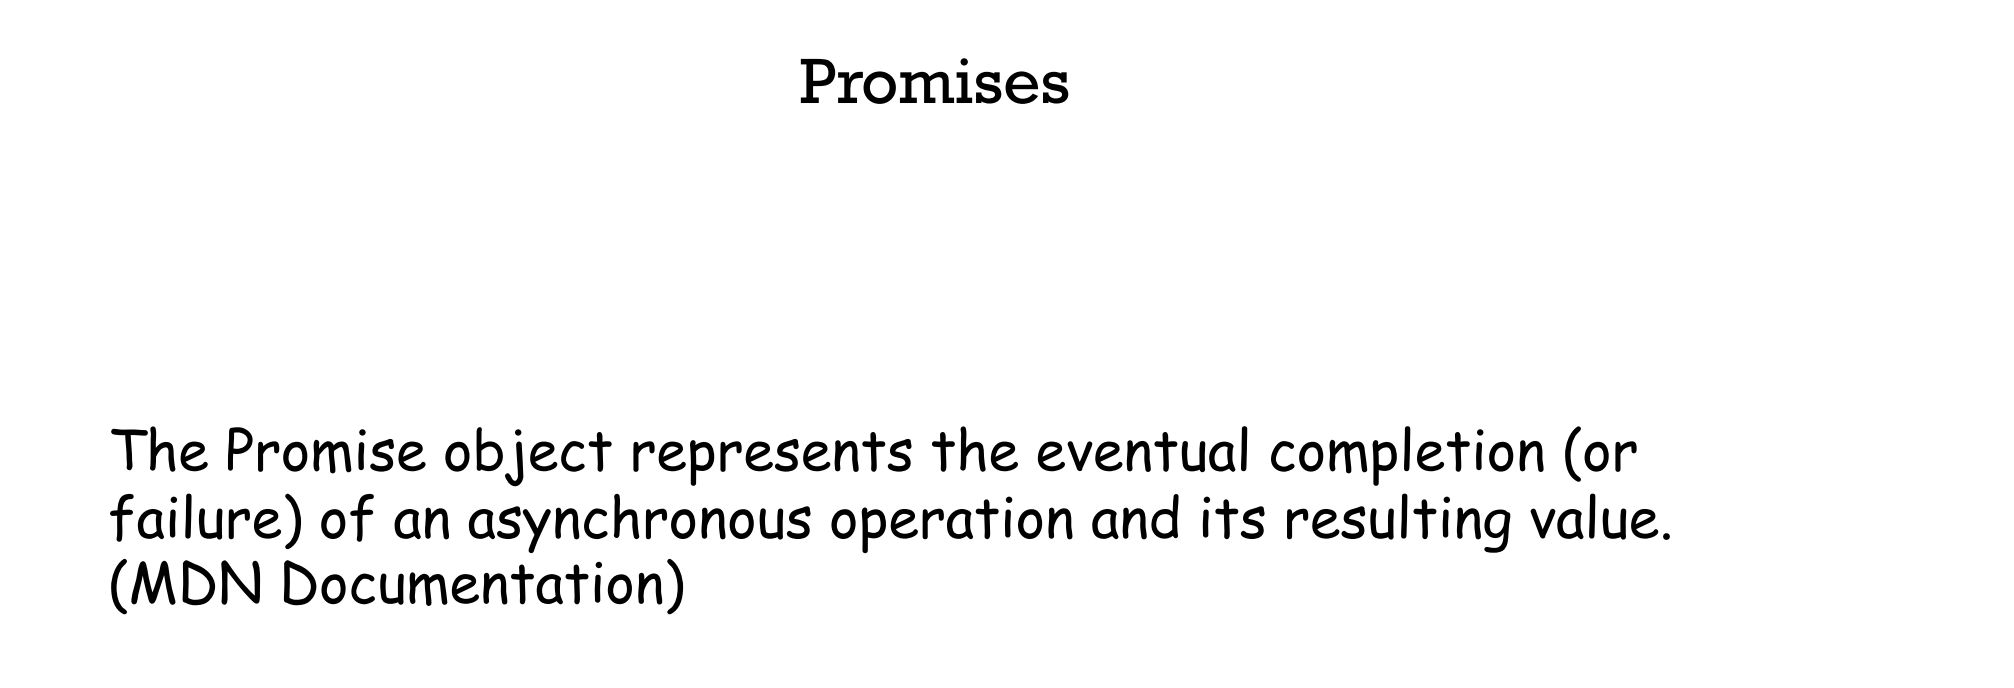 Promises
The Promise object represents the eventual completion (or
failure) of an asynchronous operation and its resulting value.
(MDN Documentation)